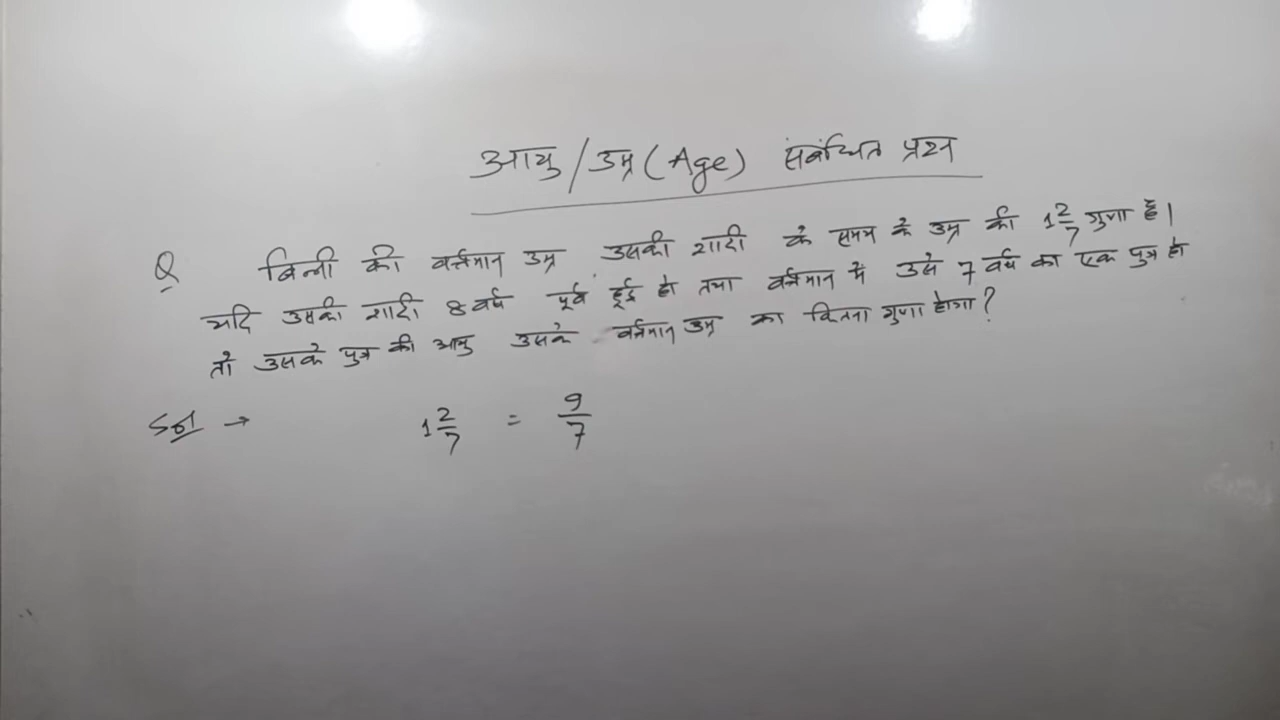 आयु/उम्र (Age) संबंधित प्रश्न
Q विनी की वर्त्तमान उम्र उसकी शादी के समय के उम्र की 1 2/7 गुणा है।
यदि उसकी शादी 8 वर्ष पूर्व हुई हो तथा वर्त्तमान में उसे 7 वर्ष का एक पुत्र हो
तो उसके पुत्र की आयु उसके वर्त्तमान उम्र का कितना गुणा होगा?
Soln → 1 2/7 = 9/7